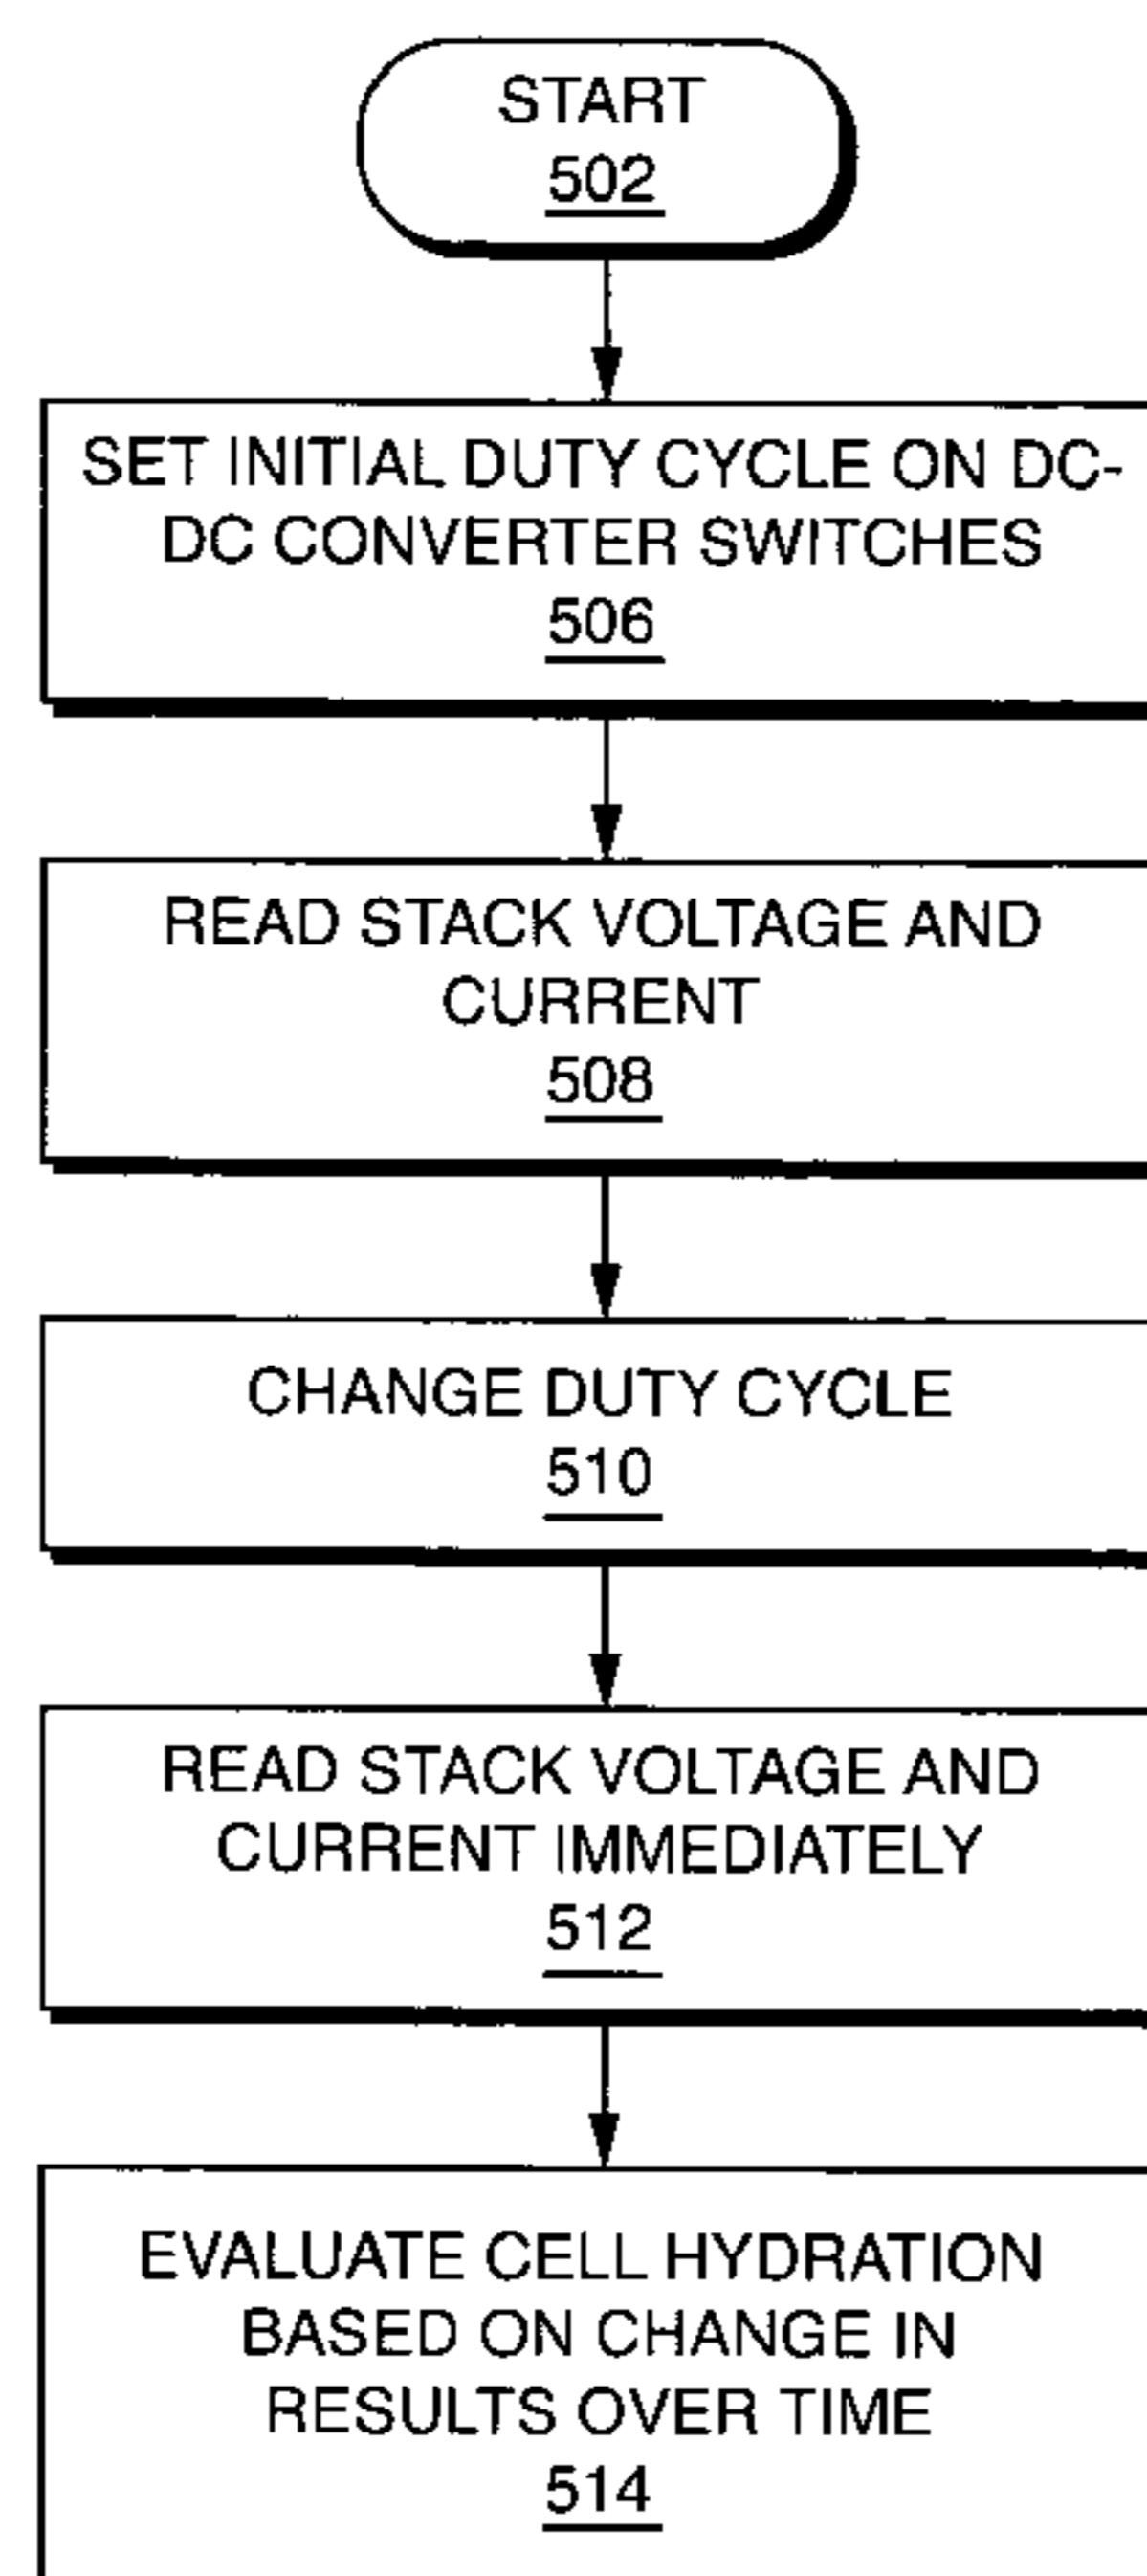 START
502
SET INITIAL DUTY CYCLE ON DC-
DC CONVERTER SWITCHES
506
READ STACK VOLTAGE AND
CURRENT
508
CHANGE DUTY CYCLE
510
READ STACK VOLTAGE AND
CURRENT IMMEDIATELY
512
EVALUATE CELL HYDRATION
BASED ON CHANGE IN
RESULTS OVER TIME
514